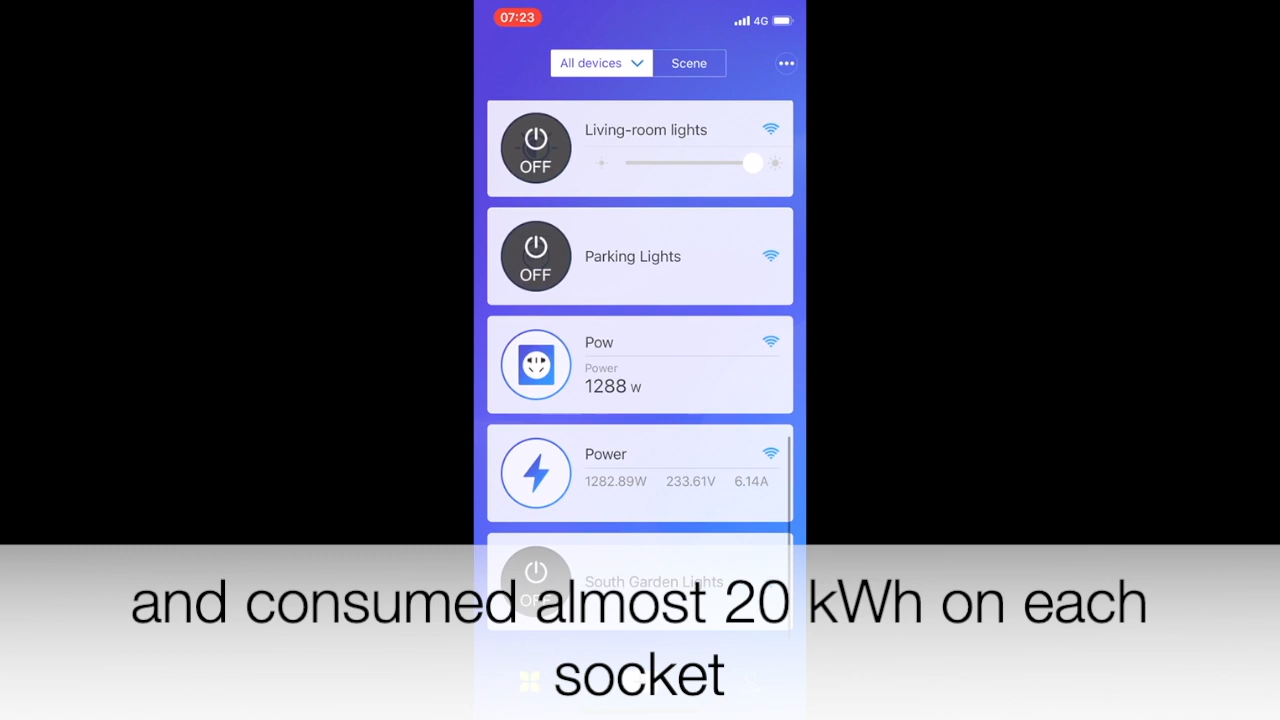 07:23
4G
All devices
Scene
Living-room lights
OFF
Parking Lights
OFF
Pow
Power
1288 W
Power
1282.89W 233.61V 6.14A
South Garden Lights
OFF
and consumed almost 20 kWh on each
socket